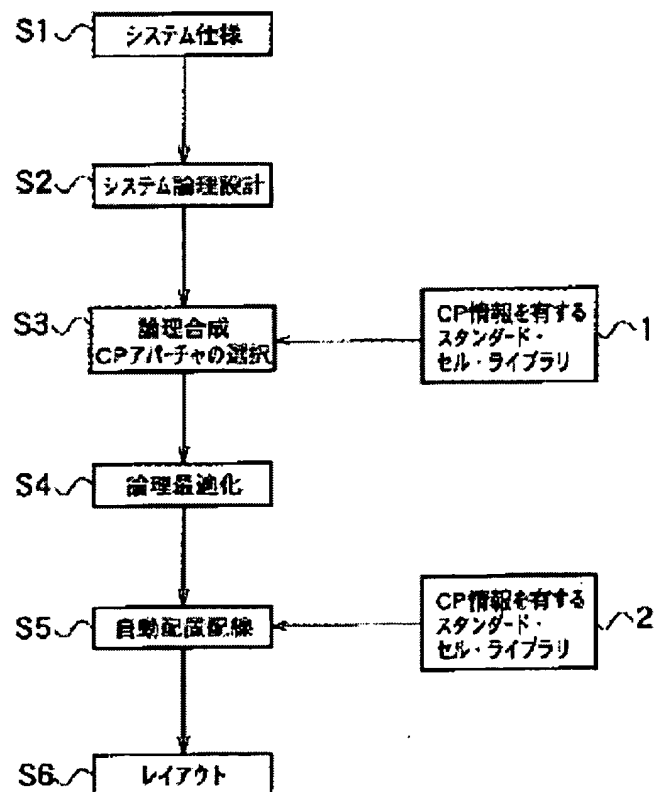 S1
システム仕様
S2
システム論理設計
S3
論理合成
CPアパーチャの選択
CP情報を有する
スタンダード・
セル・ライブラリ
1
S4
論理最適化
S5
自動配置配線
CP情報を有する
スタンダード・
セル・ライブラリ
2
S6
レイアウト